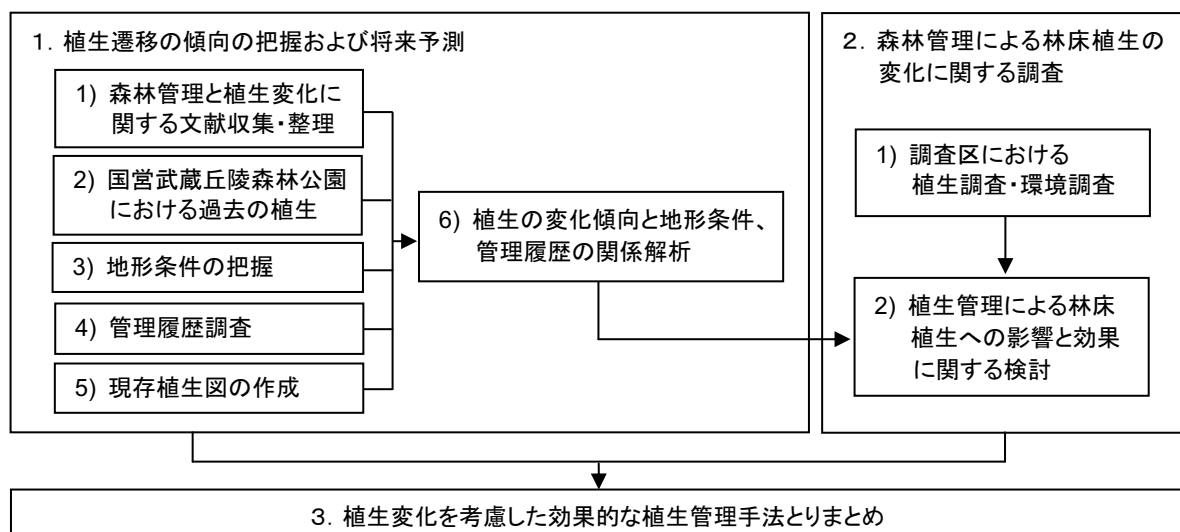 1．植生遷移の傾向の把握および将来予測
1) 森林管理と植生変化に
関する文献収集・整理
2) 国営武蔵丘陵森林公園
における過去の植生
3) 地形条件の把握
4) 管理履歴調査
5) 現存植生図の作成
6) 植生の変化傾向と地形条件、
管理履歴の関係解析
2．森林管理による林床植生の
変化に関する調査
1) 調査区における
植生調査・環境調査
2) 植生管理による林床
植生への影響と効果
に関する検討
3．植生変化を考慮した効果的な植生管理手法とりまとめ